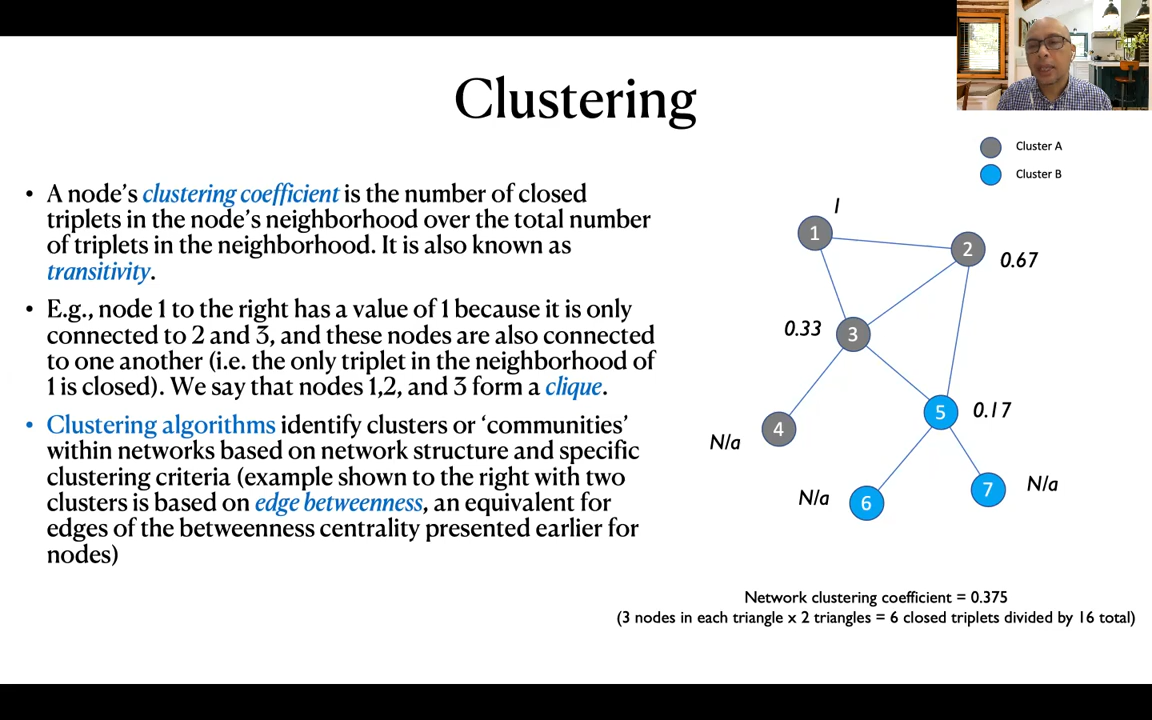 Clustering
• A node's clustering coefficient is the number of closed
triplets in the node's neighborhood over the total number
of triplets in the neighborhood. It is also known as
transitivity.
• E.g., node 1 to the right has a value of 1 because it is only
connected to 2 and 3, and these nodes are also connected
to one another (i.e. the only triplet in the neighborhood of
1 is closed). We say that nodes 1,2, and 3 form a clique.
• Clustering algorithms identify clusters or ‘communities’
within networks based on network structure and specific
clustering criteria (example shown to the right with two
clusters is based on edge betweenness, an equivalent for
edges of the betweenness centrality presented earlier for
nodes)
Cluster A
Cluster B
1
1
2
0.67
0.33
3
5
0.17
4
N/a
N/a
6
7
N/a
Network clustering coefficient = 0.375
(3 nodes in each triangle x 2 triangles = 6 closed triplets divided by 16 total)